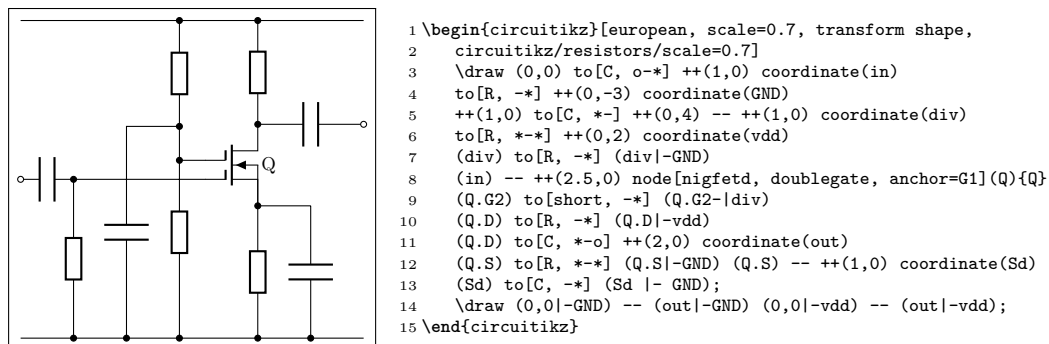 Q
1 \begin{circuitikz}[european, scale=0.7, transform shape,
2 circuitikz/resistors/scale=0.7]
3 \draw (0,0) to[C, o-*] ++(1,0) coordinate(in)
4 to[R, -*] ++(0,-3) coordinate(GND)
5 ++(1,0) to[C, *-] ++(0,4) -- ++(1,0) coordinate(div)
6 to[R, *-*] ++(0,2) coordinate(vdd)
7 (div) to[R, -*] (div|-GND)
8 (in) -- ++(2.5,0) node[nigfetd, doublegate, anchor=G1](Q){Q}
9 (Q.G2) to[short, -*] (Q.G2-|div)
10 (Q.D) to[R, -*] (Q.D|-vdd)
11 (Q.D) to[C, *-o] ++(2,0) coordinate(out)
12 (Q.S) to[R, *-*] (Q.S|-GND) (Q.S) -- ++(1,0) coordinate(Sd)
13 (Sd) to[C, -*] (Sd |- GND);
14 \draw (0,0|-GND) -- (out|-GND) (0,0|-vdd) -- (out|-vdd);
15 \end{circuitikz}